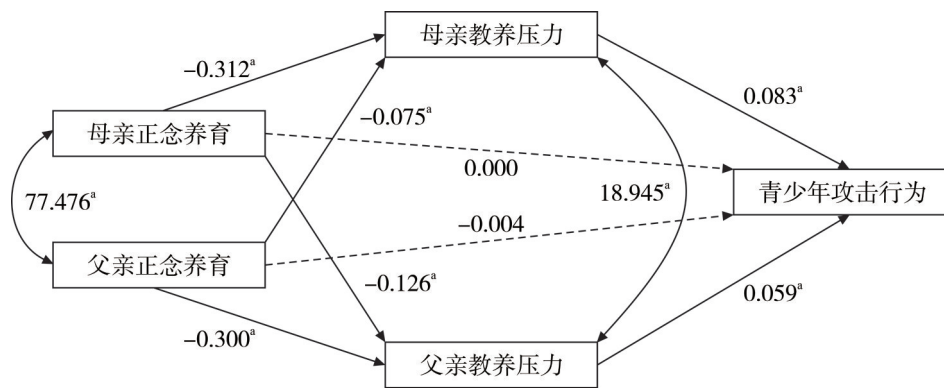 母亲教养压力
−0.312ᵃ
0.083ᵃ
−0.075ᵃ
母亲正念养育
0.000
77.476ᵃ
18.945ᵃ
青少年攻击行为
−0.004
父亲正念养育
−0.126ᵃ
0.059ᵃ
−0.300ᵃ
父亲教养压力